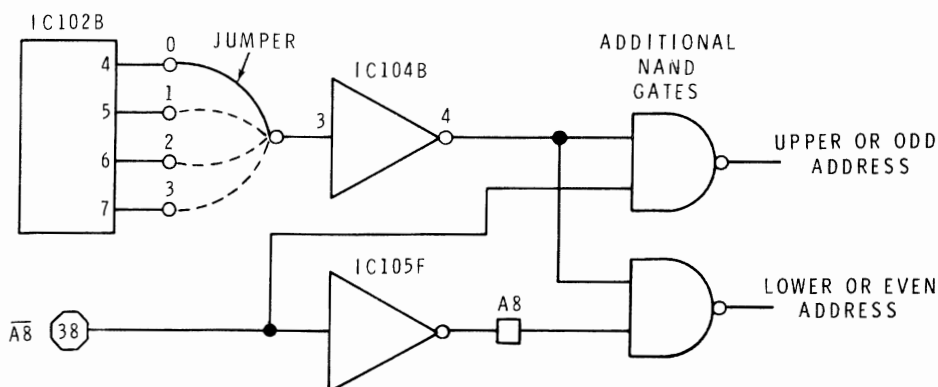 IC102B
JUMPER
0
4
1
5
2
6
3
7
IC104B
3
4
ADDITIONAL
NAND
GATES
UPPER OR ODD
ADDRESS
IC105F
A8
LOWER OR EVEN
ADDRESS
A̅8̅
38